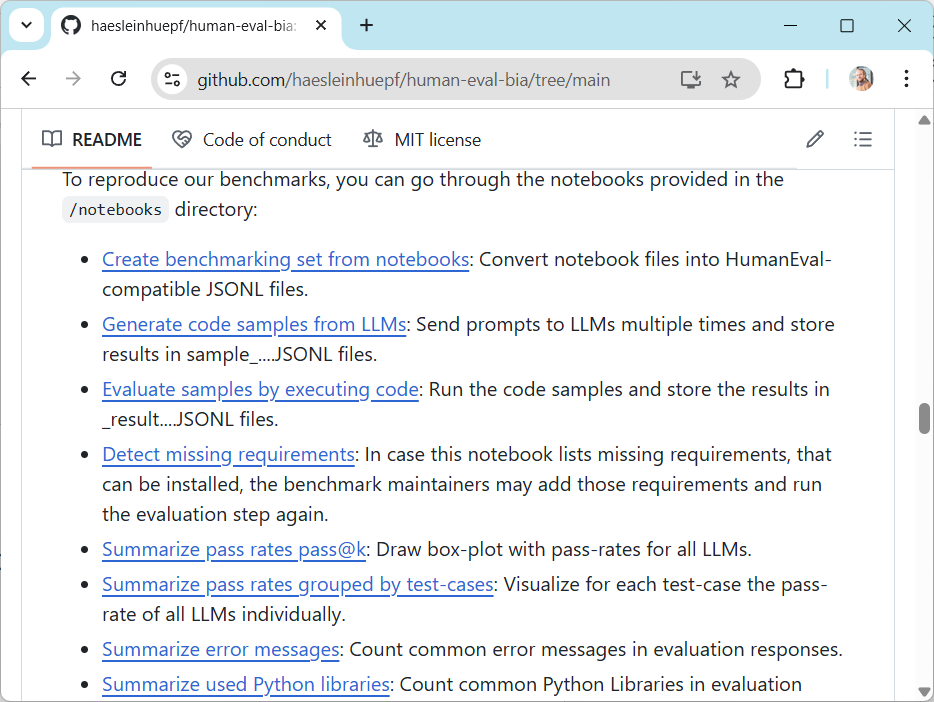 haesleinhuepf/human-eval-bia:
github.com/haesleinhuepf/human-eval-bia/tree/main
README Code of conduct MIT license
To reproduce our benchmarks, you can go through the notebooks provided in the
/notebooks directory:
Create benchmarking set from notebooks: Convert notebook files into HumanEval-
compatible JSONL files.
Generate code samples from LLMs: Send prompts to LLMs multiple times and store
results in sample_....JSONL files.
Evaluate samples by executing code: Run the code samples and store the results in
_result....JSONL files.
Detect missing requirements: In case this notebook lists missing requirements, that
can be installed, the benchmark maintainers may add those requirements and run
the evaluation step again.
Summarize pass rates pass@k: Draw box-plot with pass-rates for all LLMs.
Summarize pass rates grouped by test-cases: Visualize for each test-case the pass-
rate of all LLMs individually.
Summarize error messages: Count common error messages in evaluation responses.
Summarize used Python libraries: Count common Python Libraries in evaluation